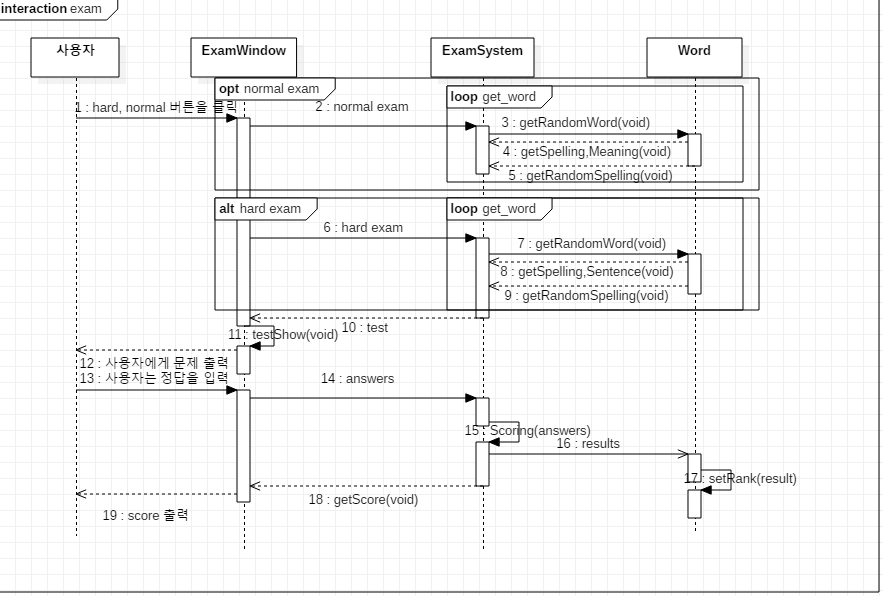 interaction exam
사용자
ExamWindow
ExamSystem
Word
opt normal exam
loop get_word
1 : hard, normal 버튼을 클릭
2 : normal exam
3 : getRandomWord(void)
4 : getSpelling,Meaning(void)
5 : getRandomSpelling(void)
alt hard exam
loop get_word
6 : hard exam
7 : getRandomWord(void)
8 : getSpelling,Sentence(void)
9 : getRandomSpelling(void)
10 : test
11 : testShow(void)
12 : 사용자에게 문제 출력
13 : 사용자는 정답을 입력
14 : answers
15 : Scoring(answers)
16 : results
17 : setRank(result)
18 : getScore(void)
19 : score 출력